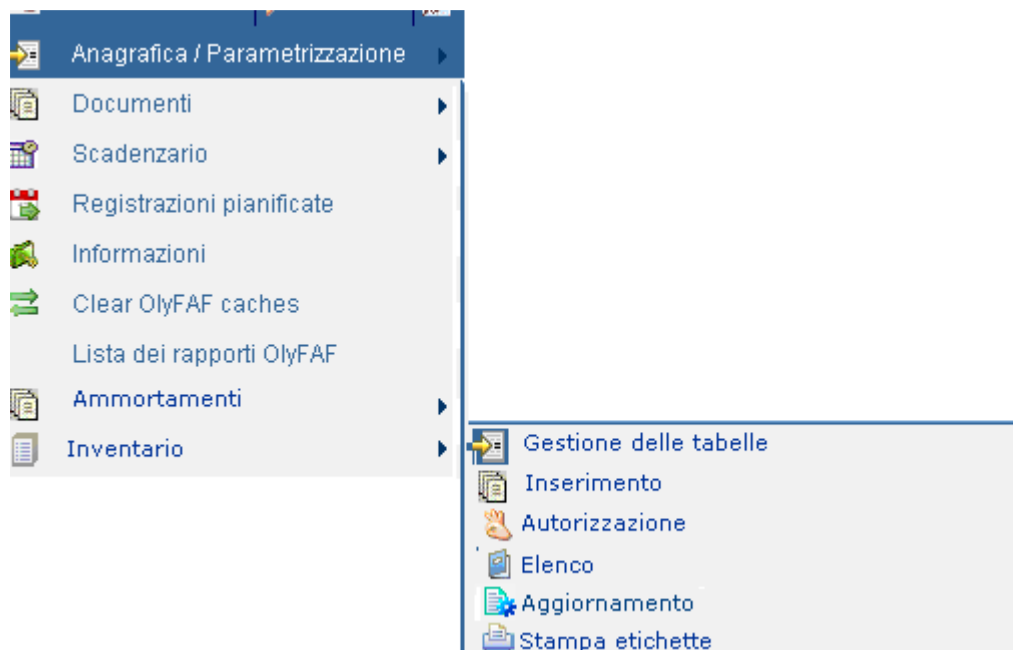 Anagrafica / Parametrizzazione
Documenti
Scadenzario
Registrazioni pianificate
Informazioni
Clear OlyFAF caches
Lista dei rapporti OlyFAF
Ammortamenti
Inventario
Gestione delle tabelle
Inserimento
Autorizzazione
Elenco
Aggiornamento
Stampa etichette